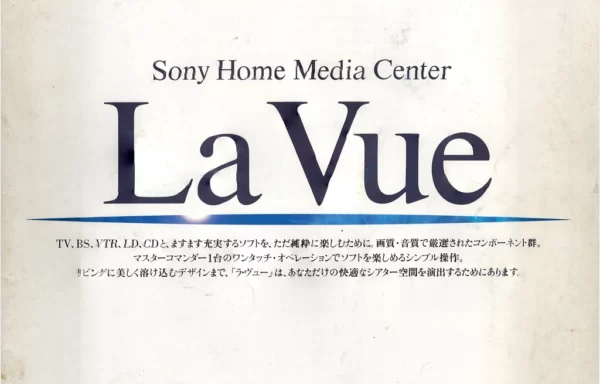 Sony Home Media Center
La Vue
TV、BS、VTR、LD、CDと、ますます充実するソフトを、ただ純粋に楽しむために。画質・音質で厳選されたコンポーネント群。
マスターコマンダー1台のワンタッチ・オペレーションでソフトを楽しめるシンプル操作。
リビングに美しく溶け込むデザインまで、「ラヴュー」は、あなただけの快適なシアター空間を演出するためにあります。